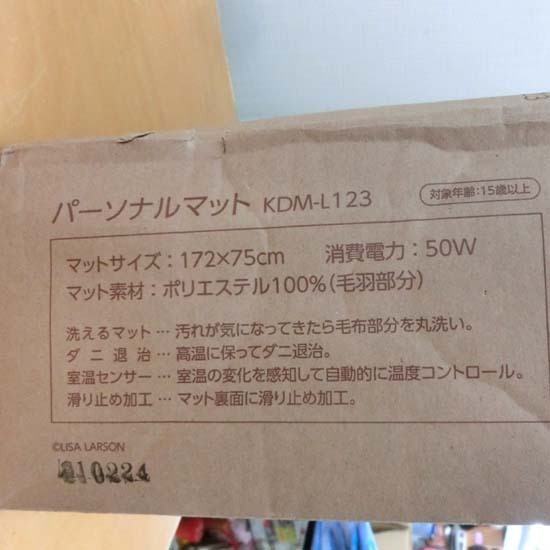 パーソナルマット KDM-L123
対象年齢:15歳以上
マットサイズ:172×75cm 消費電力:50W
マット素材:ポリエステル100%(毛羽部分)
洗えるマット … 汚れが気になってきたら毛布部分を丸洗い。
ダニ退治 … 高温に保ってダニ退治。
室温センサー … 室温の変化を感知して自動的に温度コントロール。
滑り止め加工 … マット裏面に滑り止め加工。
©LISA LARSON
210224